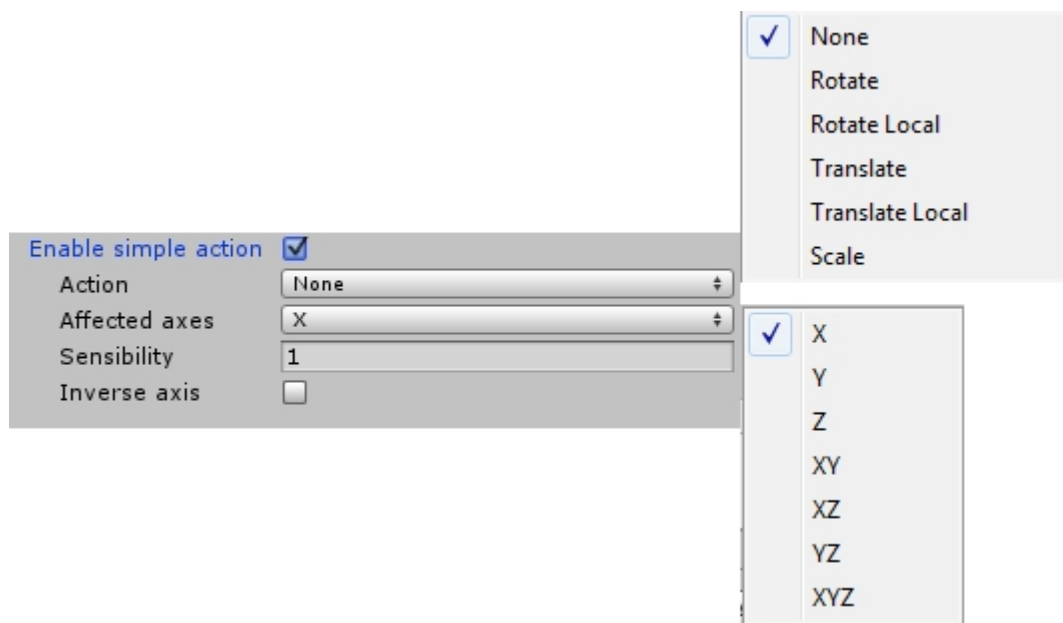 None
Rotate
Rotate Local
Translate
Translate Local
Scale
Enable simple action
Action None
Affected axes X
Sensibility 1
Inverse axis
X
Y
Z
XY
XZ
YZ
XYZ